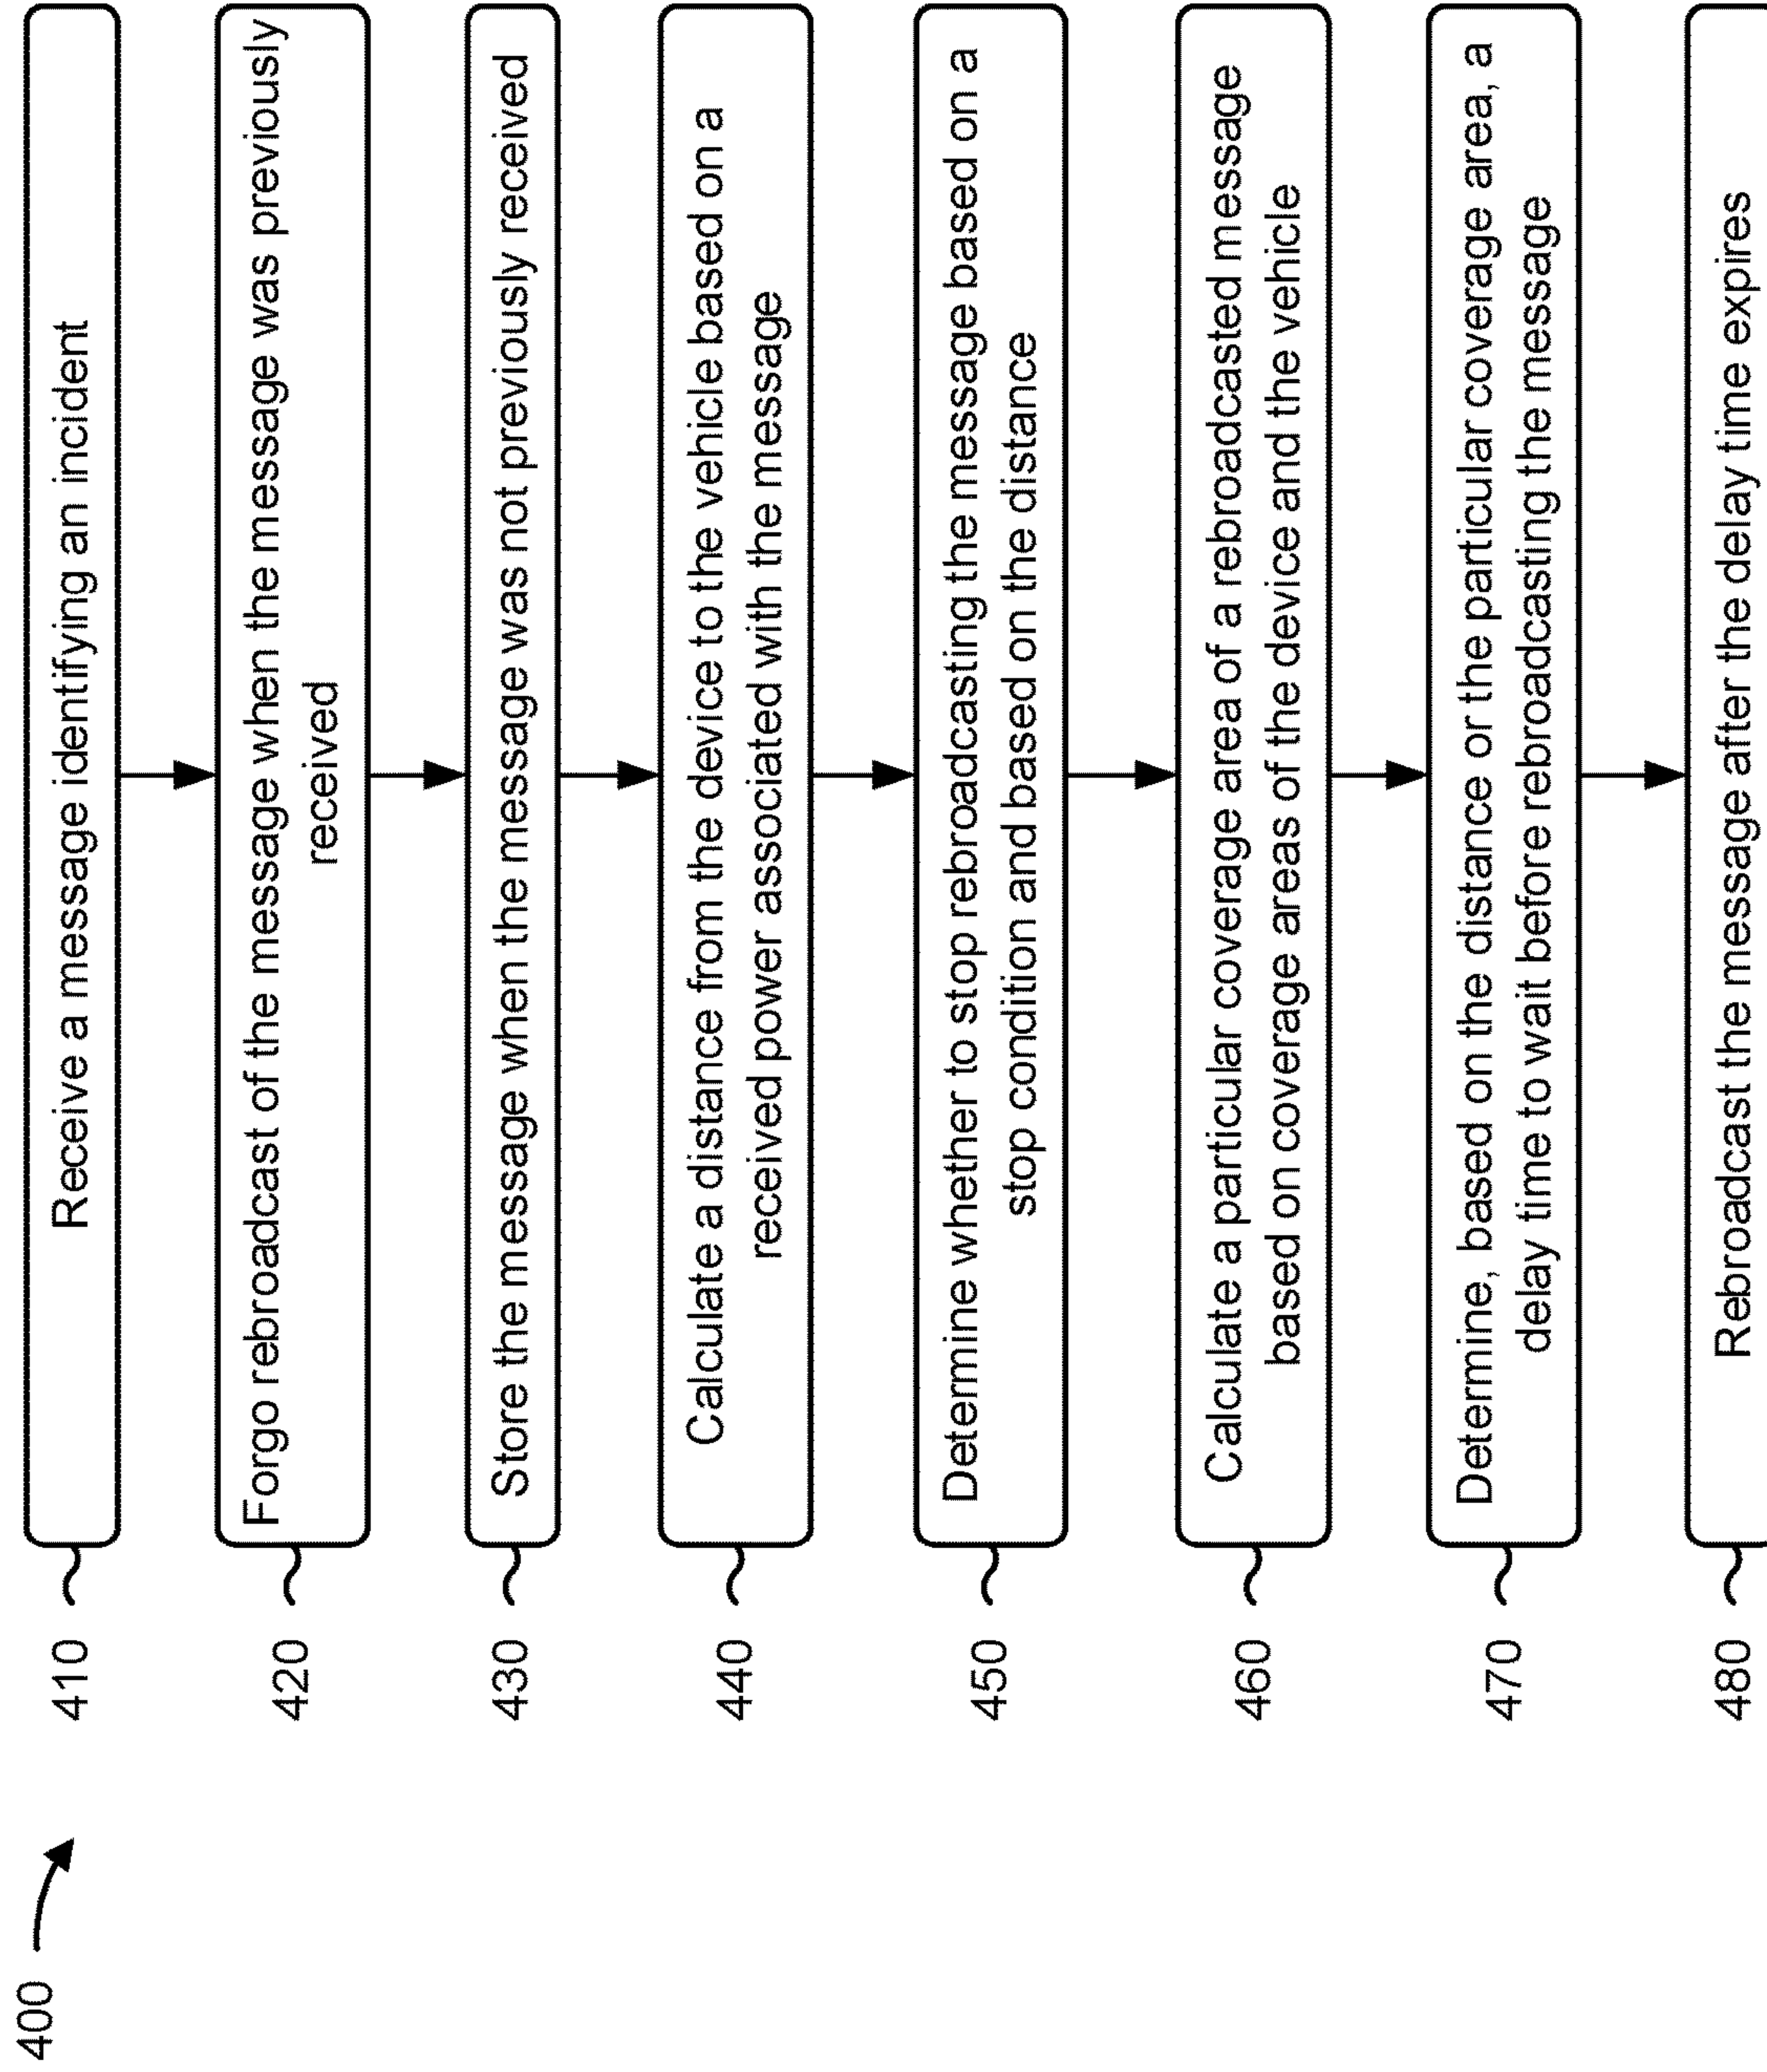 400
410
Receive a message identifying an incident
420
Forgo rebroadcast of the message when the message was previously
received
430
Store the message when the message was not previously received
440
Calculate a distance from the device to the vehicle based on a
received power associated with the message
450
Determine whether to stop rebroadcasting the message based on a
stop condition and based on the distance
460
Calculate a particular coverage area of a rebroadcasted message
based on coverage areas of the device and the vehicle
470
Determine, based on the distance or the particular coverage area, a
delay time to wait before rebroadcasting the message
480
Rebroadcast the message after the delay time expires